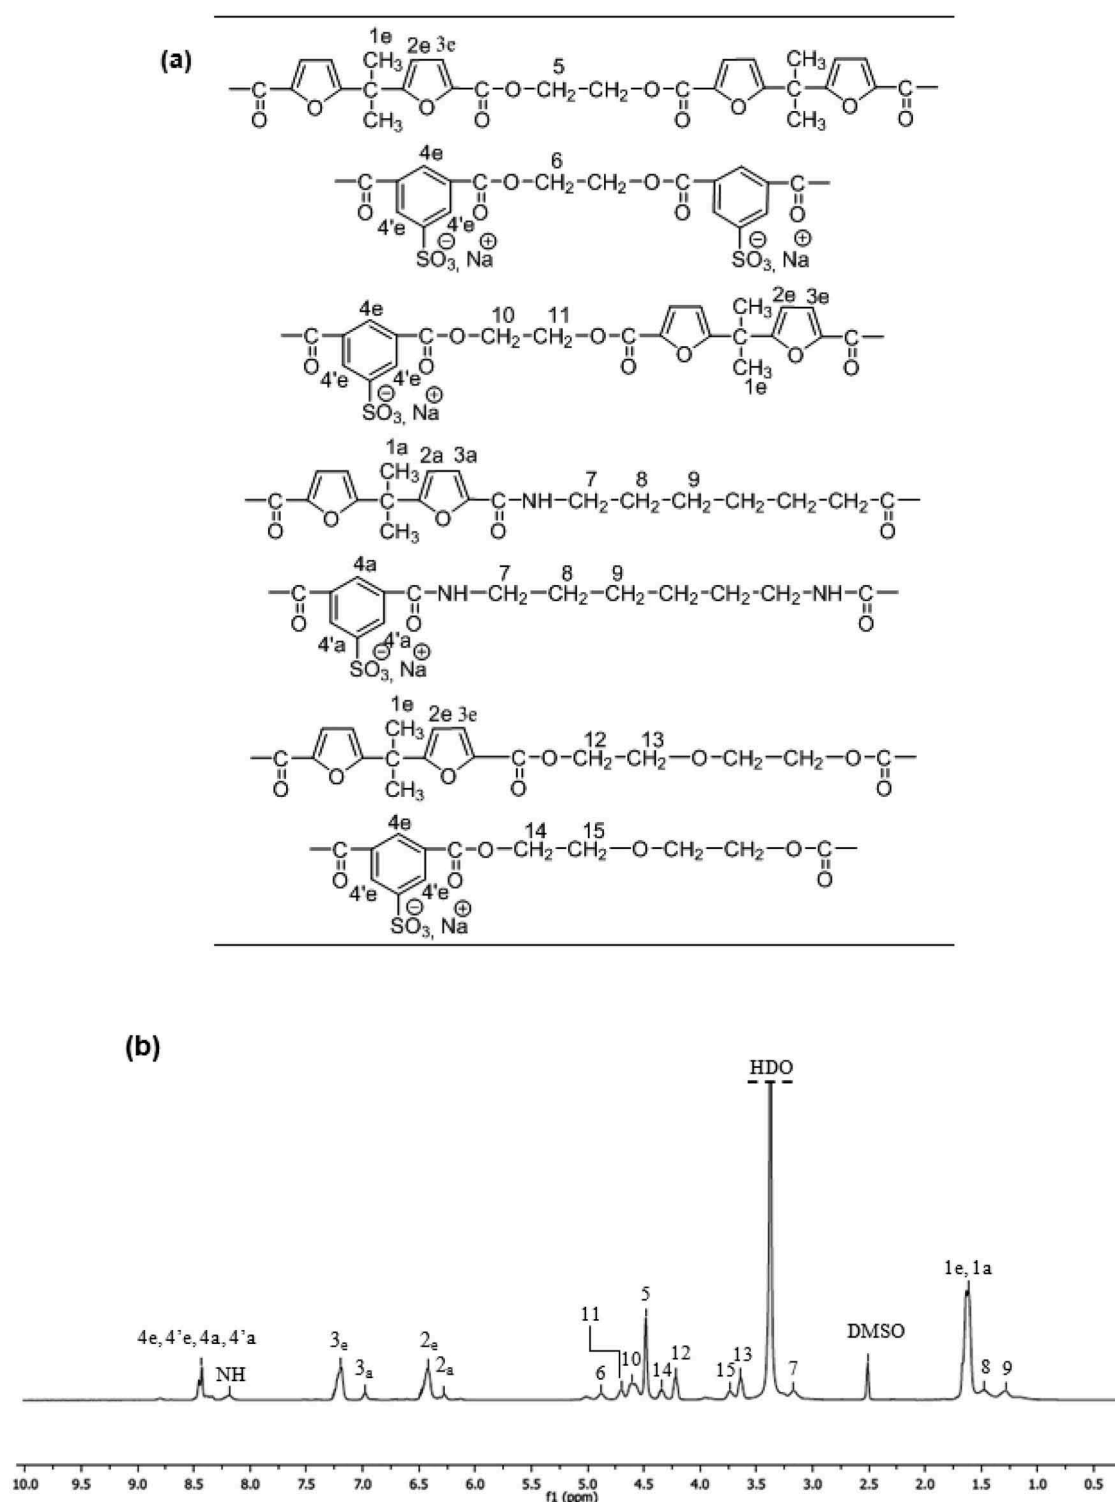 (a)
1e 2e 3e 5
CH₃ CH₃
—C O C O—CH₂—CH₂—O C O C—
O O CH₃ O O O CH₃ O O
4e 6
—C C—O—CH₂—CH₂—O—C C—
O 4'e 4'e O O O
SO₃, Na ⊖ ⊕ SO₃, Na ⊖ ⊕
4e 10 11 CH₃ 2e 3e
—C C—O—CH₂—CH₂—O—C C—
O 4'e 4'e O O O CH₃ O O
SO₃, Na ⊖ ⊕ 1e
1a 2a 3a 7 8 9
CH₃
—C C—NH—CH₂—CH₂—CH₂—CH₂—CH₂—CH₂—C—
O O CH₃ O O O
4a 7 8 9
—C C—NH—CH₂—CH₂—CH₂—CH₂—CH₂—CH₂—NH—C—
O 4'a 4'a O O
SO₃, Na ⊖ ⊕
1e 2e 3e 12 13
CH₃
—C C—O—CH₂—CH₂—O—CH₂—CH₂—O—C—
O O CH₃ O O O
4e 14 15
—C C—O—CH₂—CH₂—O—CH₂—CH₂—O—C—
O 4'e 4'e O O
SO₃, Na ⊖ ⊕
(b)
HDO
4e, 4'e, 4a, 4'a NH 3e 3a 2e 2a 11 6 10 5 14 12 15 13 7 DMSO 1e, 1a 8 9
10.0 9.5 9.0 8.5 8.0 7.5 7.0 6.5 6.0 5.5 5.0 4.5 4.0 3.5 3.0 2.5 2.0 1.5 1.0 0.5
f1 (ppm)